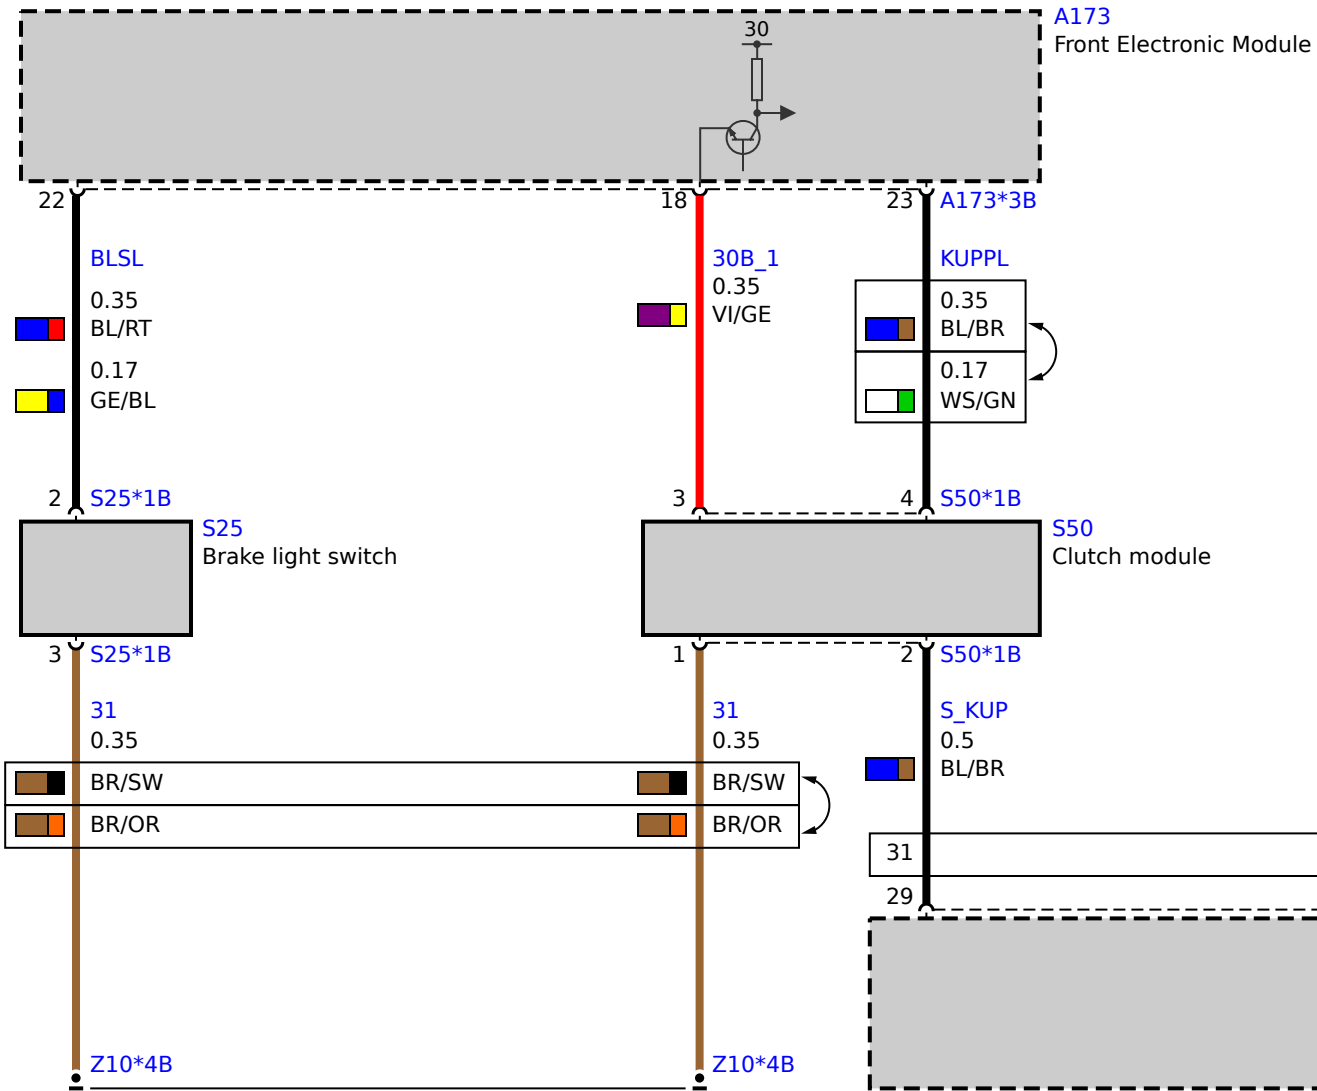 A173
Front Electronic Module
30
22
18
23
A173*3B
BLSL
30B_1
KUPPL
0.35
0.35
0.35
BL/RT
VI/GE
BL/BR
0.17
0.17
GE/BL
WS/GN
2
S25*1B
3
4
S50*1B
S25
Brake light switch
S50
Clutch module
3
S25*1B
1
2
S50*1B
31
31
S_KUP
0.35
0.35
0.5
BR/SW
BR/SW
BL/BR
BR/OR
BR/OR
31
29
Z10*4B
Z10*4B